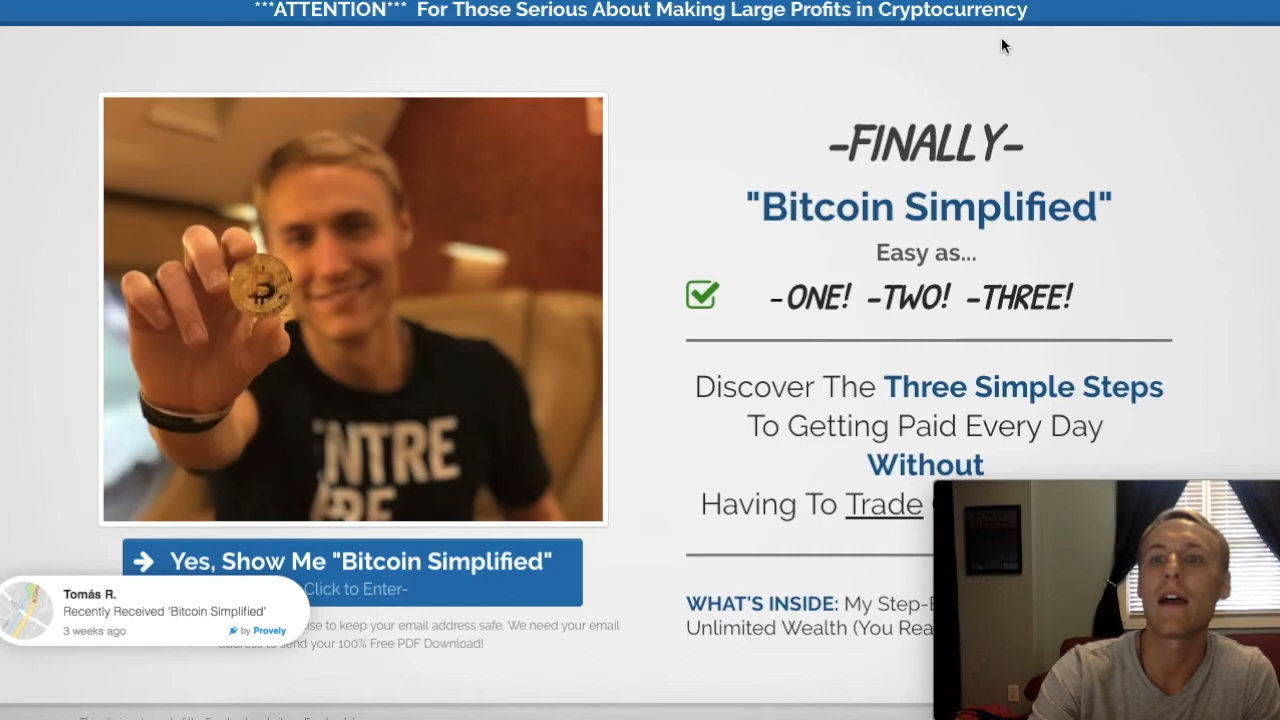 ***ATTENTION*** For Those Serious About Making Large Profits in Cryptocurrency
-FINALLY-
"Bitcoin Simplified"
Easy as...
-ONE! -TWO! -THREE!
Discover The Three Simple Steps
To Getting Paid Every Day
Without
Having To Trade
NTRE
Yes, Show Me "Bitcoin Simplified"
Click to Enter-
Tomás R.
Recently Received 'Bitcoin Simplified'
3 weeks ago
by Provely
to keep your email address safe. We need your email
send your 100% Free PDF Download!
WHAT'S INSIDE: My
Unlimited Wealth (You